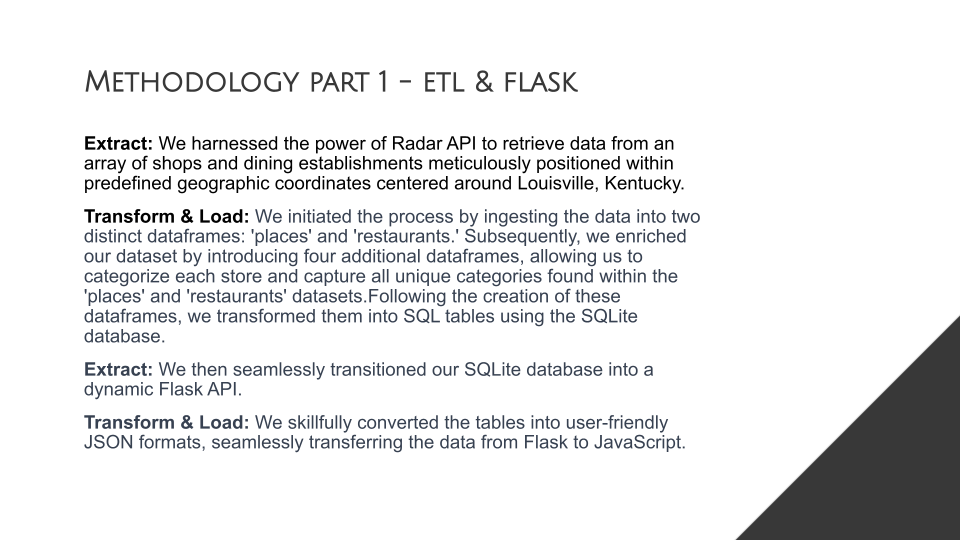 Methodology part 1 - etl & flask
Extract: We harnessed the power of Radar API to retrieve data from an
array of shops and dining establishments meticulously positioned within
predefined geographic coordinates centered around Louisville, Kentucky.
Transform & Load: We initiated the process by ingesting the data into two
distinct dataframes: 'places' and 'restaurants.' Subsequently, we enriched
our dataset by introducing four additional dataframes, allowing us to
categorize each store and capture all unique categories found within the
'places' and 'restaurants' datasets.Following the creation of these
dataframes, we transformed them into SQL tables using the SQLite
database.
Extract: We then seamlessly transitioned our SQLite database into a
dynamic Flask API.
Transform & Load: We skillfully converted the tables into user-friendly
JSON formats, seamlessly transferring the data from Flask to JavaScript.